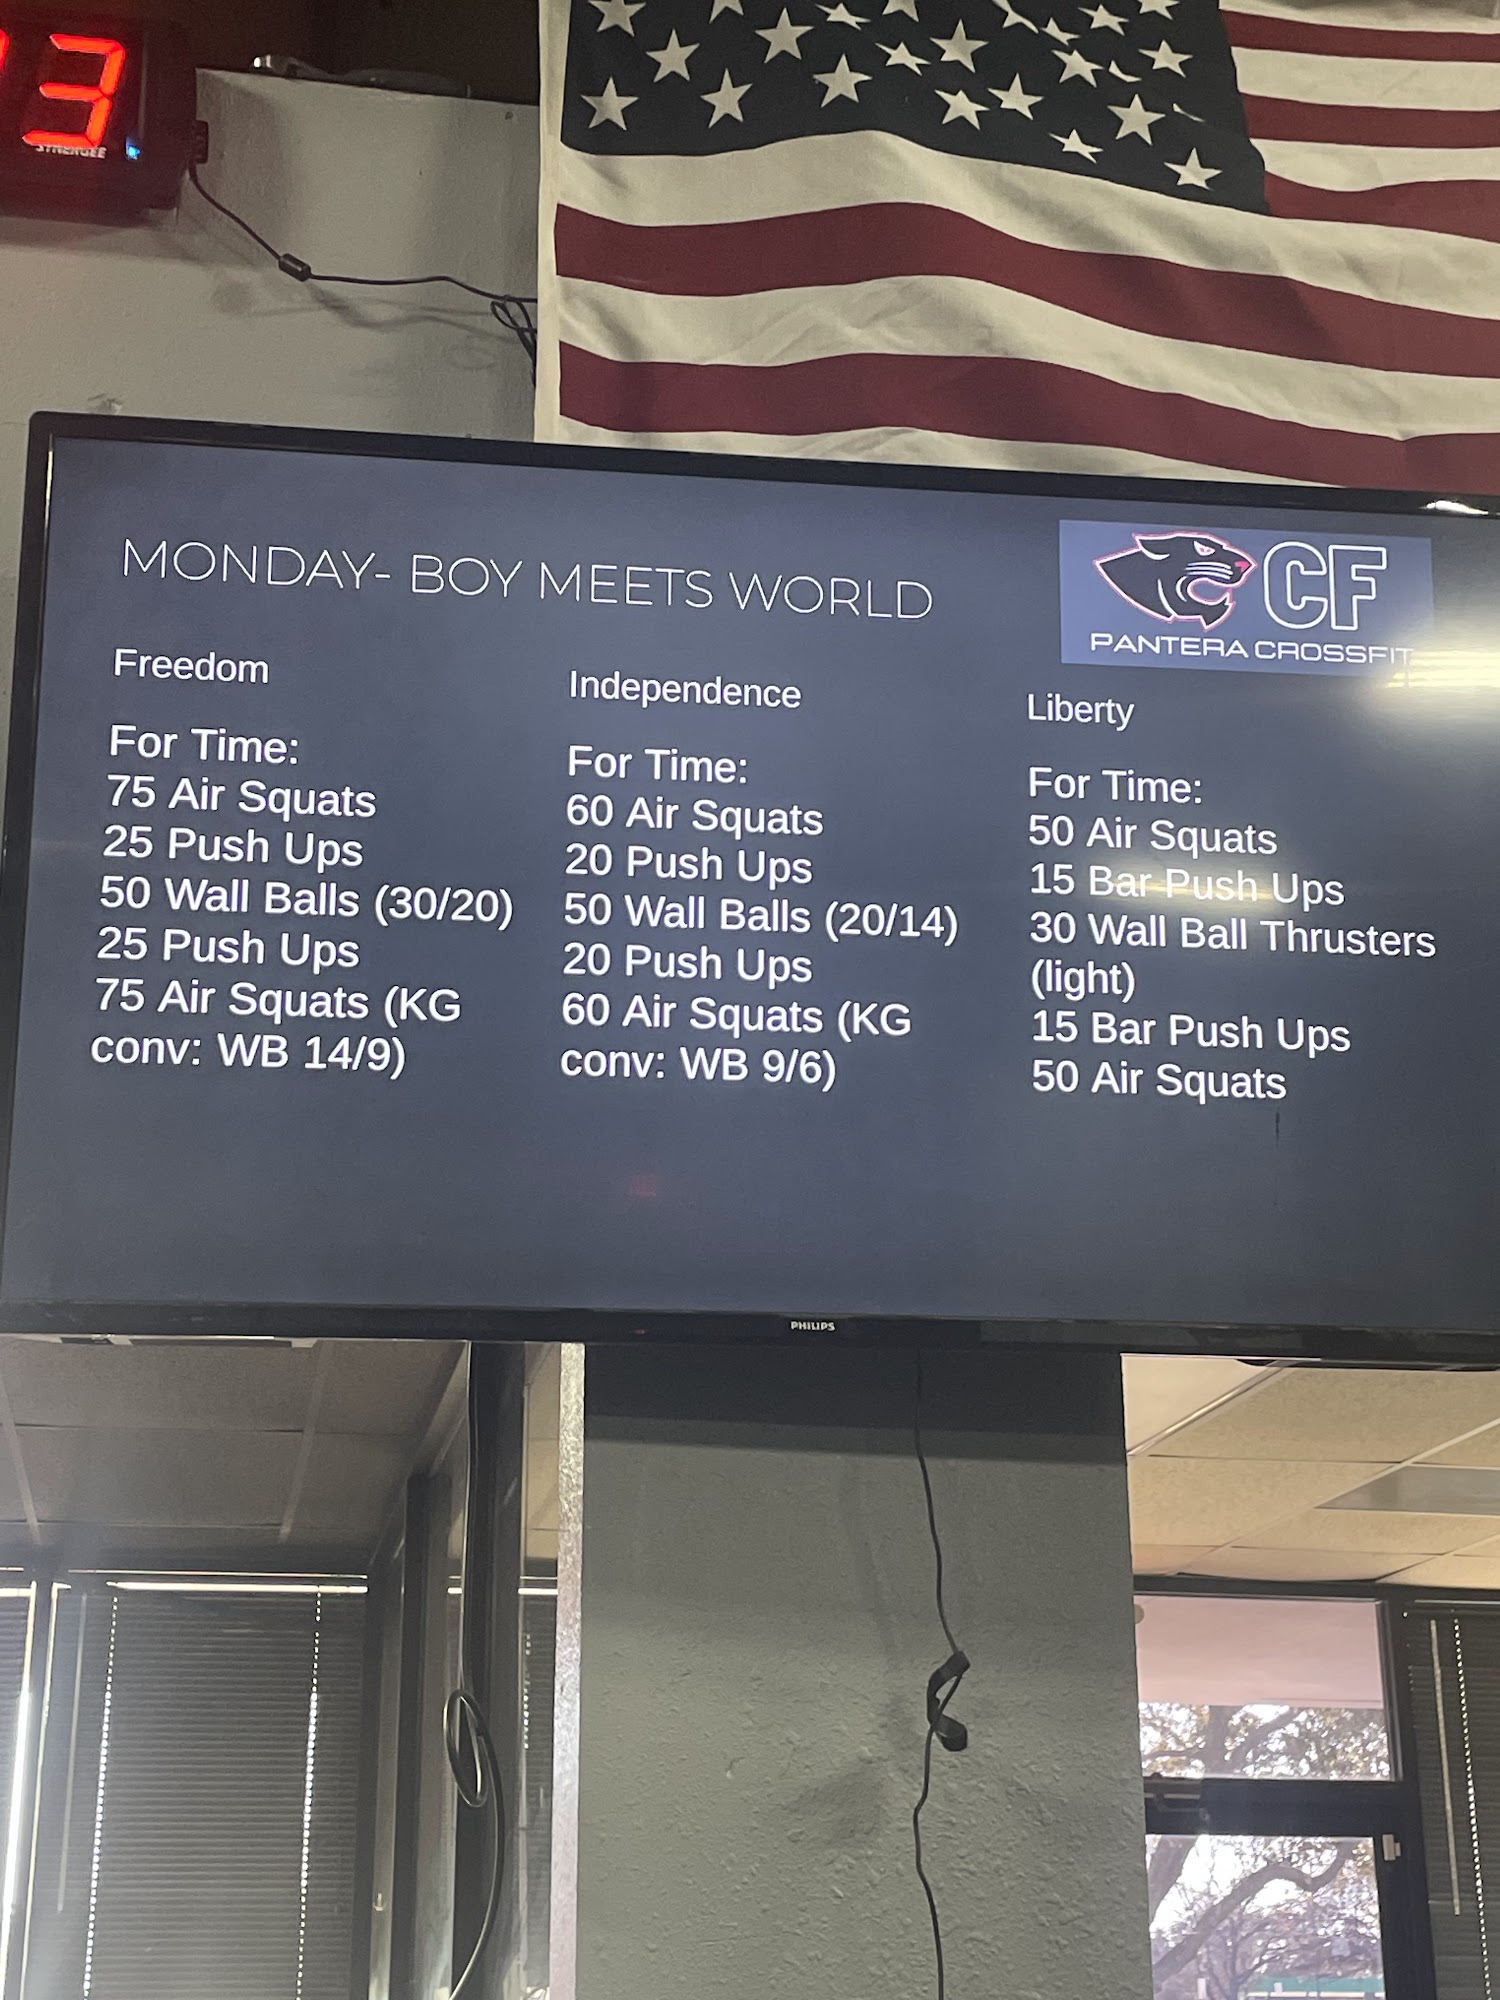 3
SYNERGEE
MONDAY- BOY MEETS WORLD
CF
PANTERA CROSSFIT
Freedom
For Time:
75 Air Squats
25 Push Ups
50 Wall Balls (30/20)
25 Push Ups
75 Air Squats (KG
conv: WB 14/9)
Independence
For Time:
60 Air Squats
20 Push Ups
50 Wall Balls (20/14)
20 Push Ups
60 Air Squats (KG
conv: WB 9/6)
Liberty
For Time:
50 Air Squats
15 Bar Push Ups
30 Wall Ball Thrusters
(light)
15 Bar Push Ups
50 Air Squats
PHILIPS